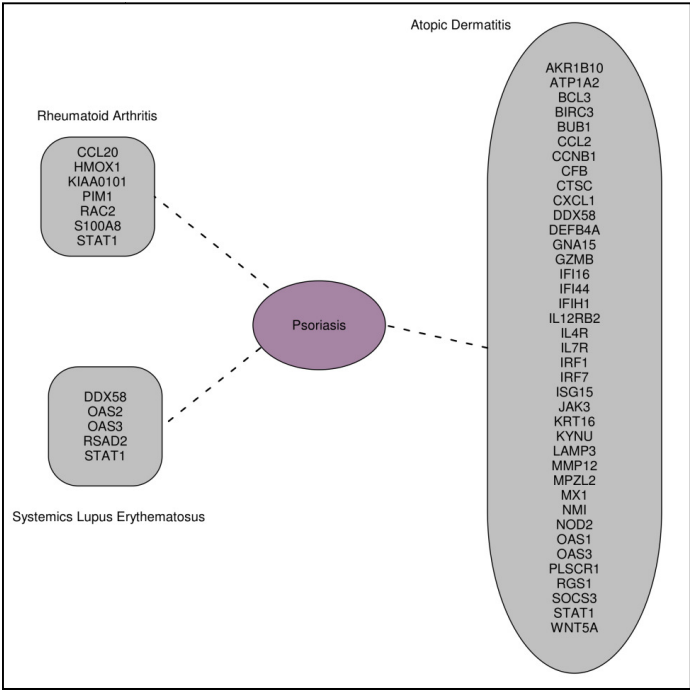 Atopic Dermatitis
AKR1B10
ATP1A2
BCL3
BIRC3
BUB1
CCL2
CCNB1
CFB
CTSC
CXCL1
DDX58
DEFB4A
GNA15
GZMB
IFI16
IFI44
IFIH1
IL12RB2
IL4R
IL7R
IRF1
IRF7
ISG15
JAK3
KRT16
KYNU
LAMP3
MMP12
MPZL2
MX1
NMI
NOD2
OAS1
OAS3
PLSCR1
RGS1
SOCS3
STAT1
WNT5A
Rheumatoid Arthritis
CCL20
HMOX1
KIAA0101
PIM1
RAC2
S100A8
STAT1
Psoriasis
DDX58
OAS2
OAS3
RSAD2
STAT1
Systemics Lupus Erythematosus